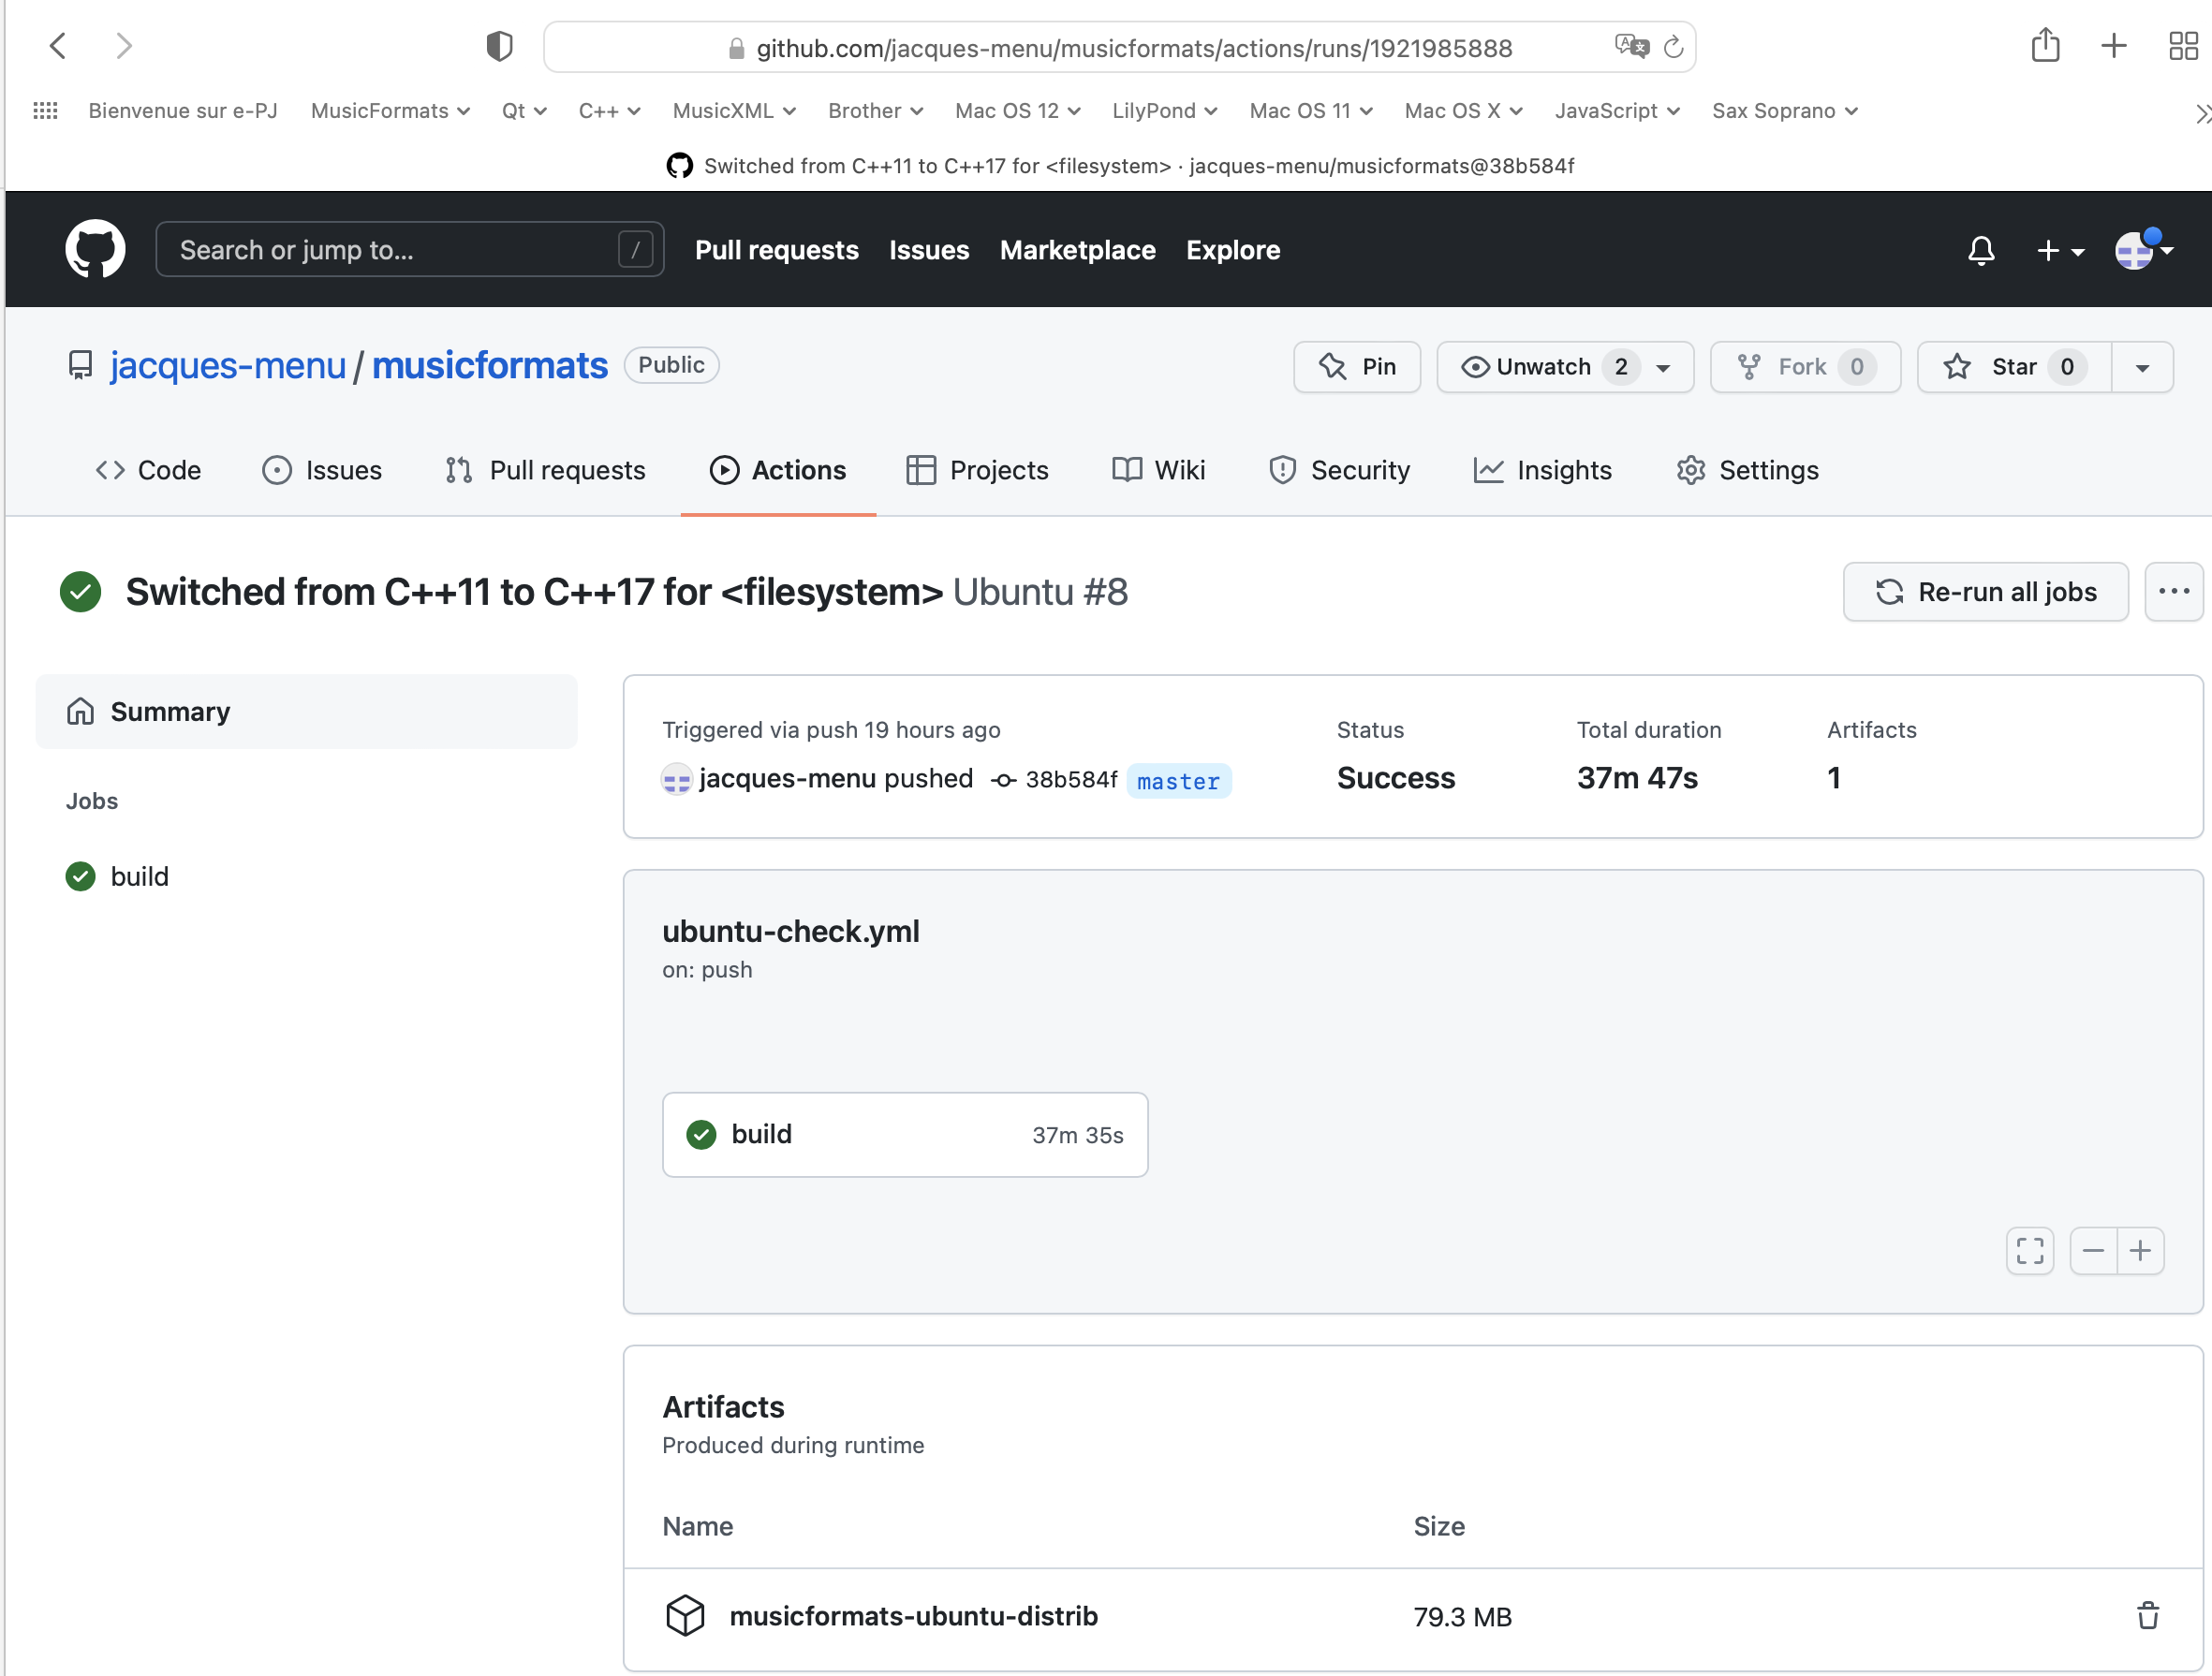 github.com/jacques-menu/musicformats/actions/runs/1921985888
Bienvenue sur e-PJ MusicFormats Qt C++ MusicXML Brother Mac OS 12 LilyPond Mac OS 11 Mac OS X JavaScript Sax Soprano
Switched from C++11 to C++17 for <filesystem> · jacques-menu/musicformats@38b584f
Search or jump to... / Pull requests Issues Marketplace Explore
jacques-menu / musicformats Public Pin Unwatch 2 Fork 0 Star 0
Code Issues Pull requests Actions Projects Wiki Security Insights Settings
Switched from C++11 to C++17 for <filesystem> Ubuntu #8 Re-run all jobs
Summary
Jobs
build
Triggered via push 19 hours ago Status Total duration Artifacts
jacques-menu pushed 38b584f master Success 37m 47s 1
ubuntu-check.yml
on: push
build 37m 35s
Artifacts
Produced during runtime
Name Size
musicformats-ubuntu-distrib 79.3 MB